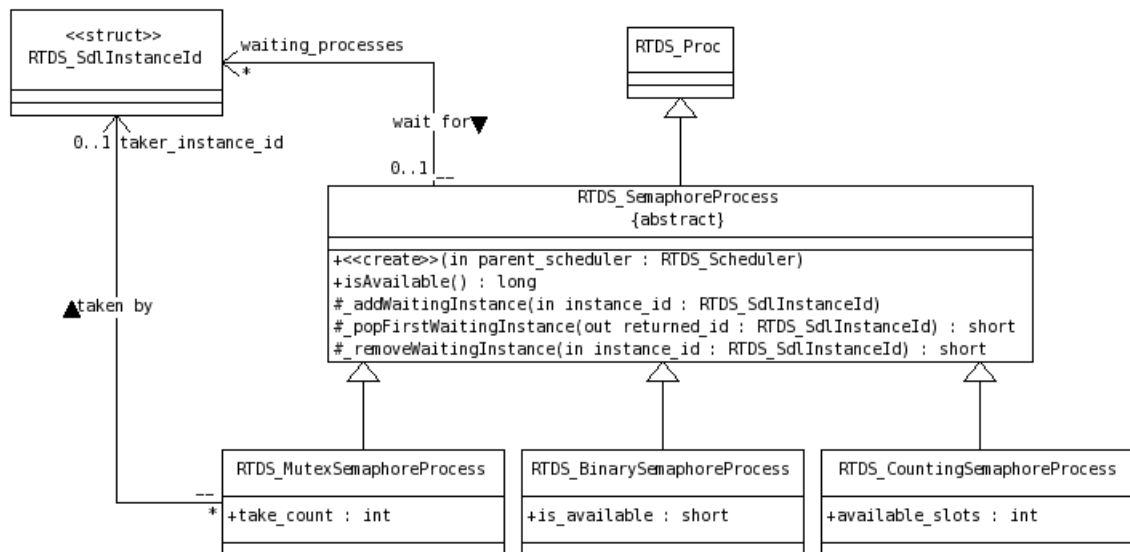 <<struct>>
RTDS_SdlInstanceId
waiting_processes
*
RTDS_Proc
0..1 taker_instance_id
wait for▼
0..1 __
RTDS_SemaphoreProcess
{abstract}
+<<create>>(in parent_scheduler : RTDS_Scheduler)
+isAvailable() : long
#_addWaitingInstance(in instance_id : RTDS_SdlInstanceId)
#_popFirstWaitingInstance(out returned_id : RTDS_SdlInstanceId) : short
#_removeWaitingInstance(in instance_id : RTDS_SdlInstanceId) : short
▲taken by
RTDS_MutexSemaphoreProcess
RTDS_BinarySemaphoreProcess
RTDS_CountingSemaphoreProcess
__
*
+take_count : int
+is_available : short
+available_slots : int